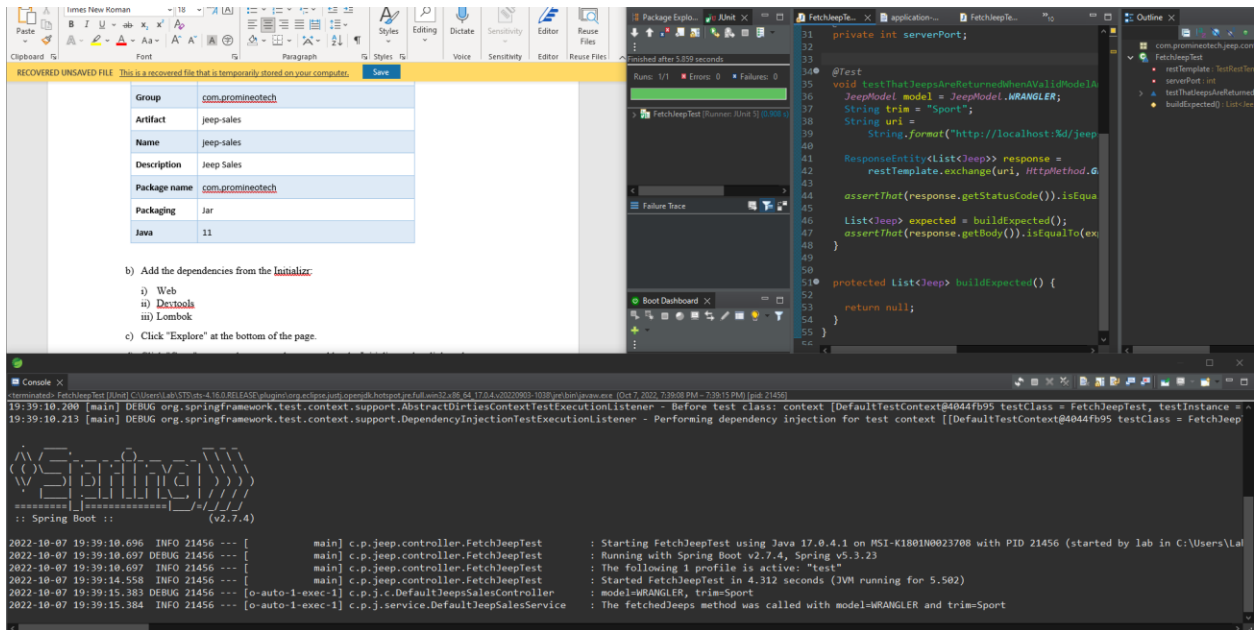 Times New Roman
18
Paste
Styles
Editing
Dictate
Sensitivity
Editor
Reuse
Files
Clipboard
Font
Paragraph
Styles
Voice
Sensitivity
Editor
Reuse Files
RECOVERED UNSAVED FILE This is a recovered file that is temporarily stored on your computer. Save
Group com.promineotech
Artifact jeep-sales
Name jeep-sales
Description Jeep Sales
Package name com.promineotech
Packaging Jar
Java 11
b) Add the dependencies from the Initializr:
i) Web
ii) Devtools
iii) Lombok
c) Click "Explore" at the bottom of the page.
Package Explo...
JUnit
Finished after 5.859 seconds
Runs: 1/1 Errors: 0 Failures: 0
FetchJeepTest [Runner: JUnit 5] (0.908 s)
Failure Trace
Boot Dashboard
FetchJeepTe...
application-...
FetchJeepTe...
31 private int serverPort;
32
33
34 @Test
35 void testThatJeepsAreReturnedWhenAValidModelA
36 JeepModel model = JeepModel.WRANGLER;
37 String trim = "Sport";
38 String uri =
39 String.format("http://localhost:%d/jeep
40
41 ResponseEntity<List<Jeep>> response =
42 restTemplate.exchange(uri, HttpMethod.G
43
44 assertThat(response.getStatusCode()).isEqua
45
46 List<Jeep> expected = buildExpected();
47 assertThat(response.getBody()).isEqualTo(ex
48 }
49
50
51 protected List<Jeep> buildExpected() {
52
53 return null;
54 }
55 }
56
Outline
com.promineotech.jeep.con
FetchJeepTest
restTemplate : TestRestTem
serverPort : int
testThatJeepsAreReturned
buildExpected() : List<Jee
Console
<terminated> FetchJeepTest [JUnit] C:\Users\Lab\STS\sts-4.16.0.RELEASE\plugins\org.eclipse.justj.openjdk.hotspot.jre.full.win32.x86_64_17.0.4.v20220903-1038\jre\bin\javaw.exe (Oct 7, 2022, 7:39:08 PM – 7:39:15 PM) [pid: 21456]
19:39:10.200 [main] DEBUG org.springframework.test.context.support.AbstractDirtiesContextTestExecutionListener - Before test class: context [DefaultTestContext@4044fb95 testClass = FetchJeepTest, testInstance =
19:39:10.213 [main] DEBUG org.springframework.test.context.support.DependencyInjectionTestExecutionListener - Performing dependency injection for test context [[DefaultTestContext@4044fb95 testClass = FetchJeep
Spring
:: Spring Boot :: (v2.7.4)
2022-10-07 19:39:10.696 INFO 21456 --- [ main] c.p.jeep.controller.FetchJeepTest : Starting FetchJeepTest using Java 17.0.4.1 on MSI-K1801N0023708 with PID 21456 (started by lab in C:\Users\La
2022-10-07 19:39:10.697 DEBUG 21456 --- [ main] c.p.jeep.controller.FetchJeepTest : Running with Spring Boot v2.7.4, Spring v5.3.23
2022-10-07 19:39:10.697 INFO 21456 --- [ main] c.p.jeep.controller.FetchJeepTest : The following 1 profile is active: "test"
2022-10-07 19:39:14.558 INFO 21456 --- [ main] c.p.jeep.controller.FetchJeepTest : Started FetchJeepTest in 4.312 seconds (JVM running for 5.502)
2022-10-07 19:39:15.383 DEBUG 21456 --- [o-auto-1-exec-1] c.p.j.c.DefaultJeepsSalesController : model=WRANGLER, trim=Sport
2022-10-07 19:39:15.384 INFO 21456 --- [o-auto-1-exec-1] c.p.j.service.DefaultJeepSalesService : The fetchedJeeps method was called with model=WRANGLER and trim=Sport